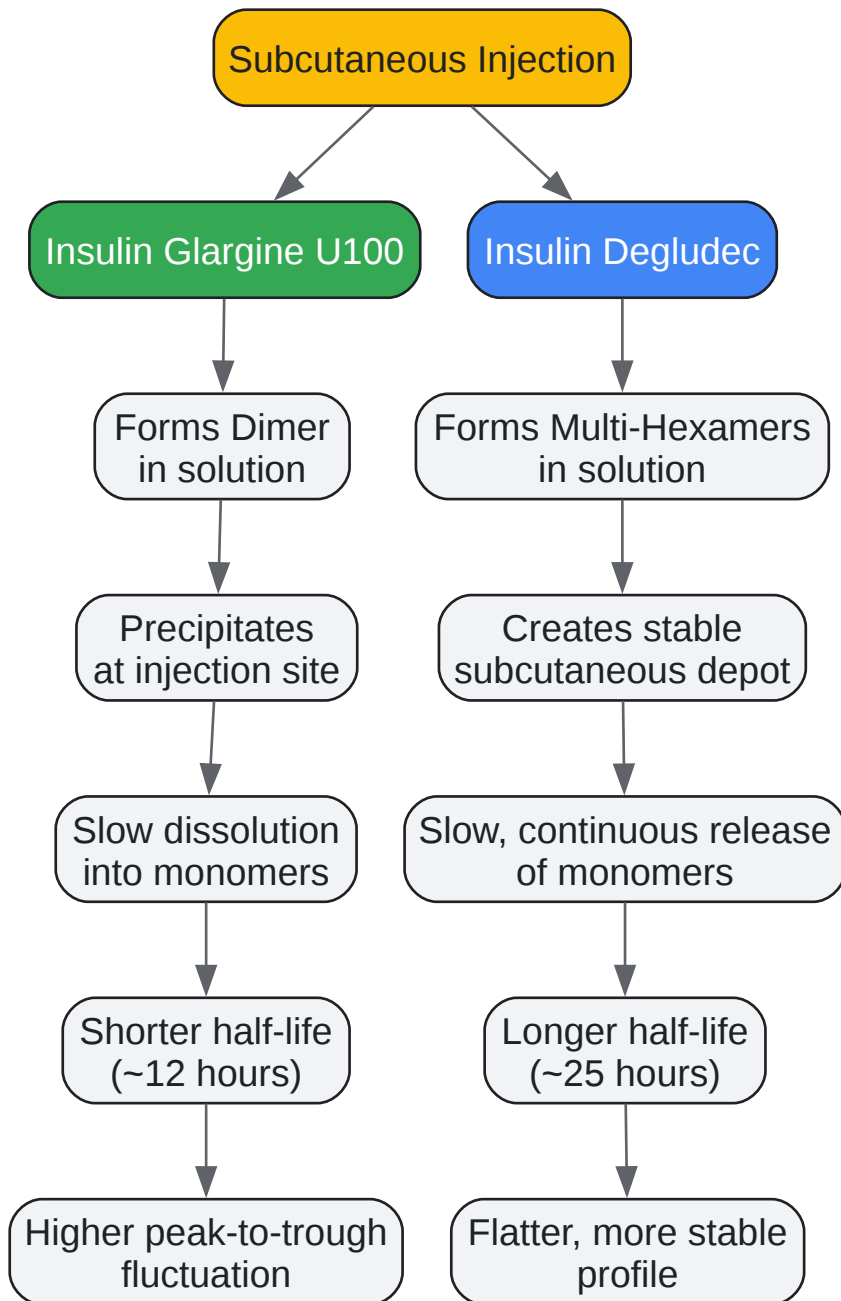 Subcutaneous Injection
Insulin Glargine U100
Insulin Degludec
Forms Dimer
in solution
Forms Multi-Hexamers
in solution
Precipitates
at injection site
Creates stable
subcutaneous depot
Slow dissolution
into monomers
Slow, continuous release
of monomers
Shorter half-life
(~12 hours)
Longer half-life
(~25 hours)
Higher peak-to-trough
fluctuation
Flatter, more stable
profile